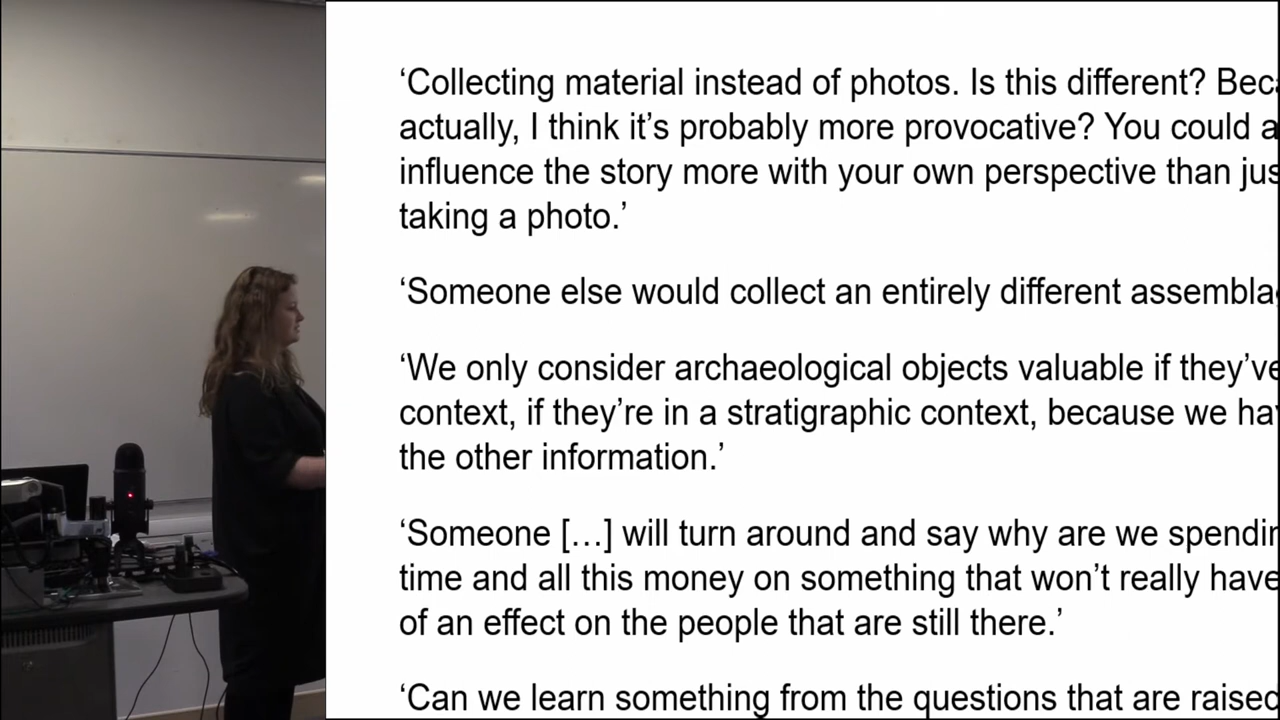 ‘Collecting material instead of photos. Is this different?
actually, I think it’s probably more provocative? You could
influence the story more with your own perspective than
taking a photo.’
‘Someone else would collect an entirely different
‘We only consider archaeological objects valuable if they’ve
context, if they’re in a stratigraphic context, because we
the other information.’
‘Someone […] will turn around and say why are we
time and all this money on something that won’t really have
of an effect on the people that are still there.’
‘Can we learn something from the questions that are raised